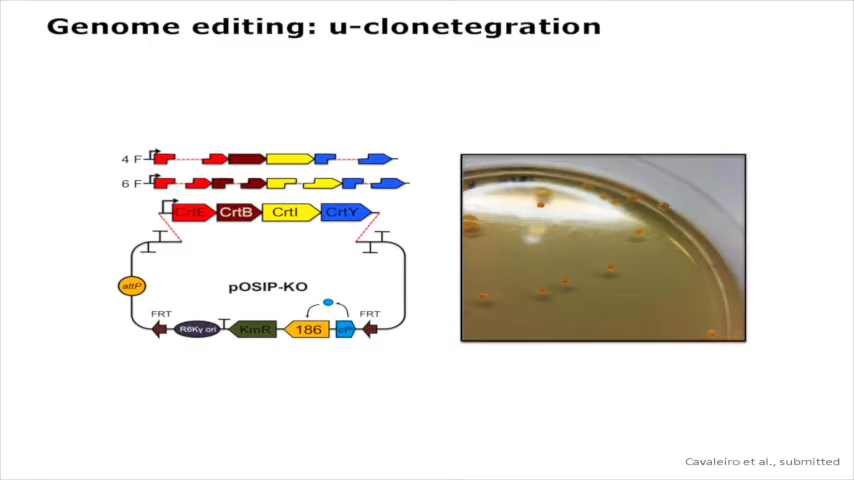 Genome editing: u-clonetegration
4 F
6 F
CrtE CrtB CrtI CrtY
attP
pOSIP-KO
FRT
FRT
R6Kγ ori KmR 186
Cavaleiro et al., submitted